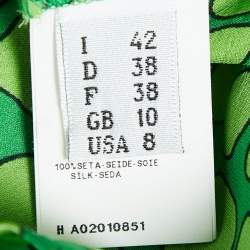 I 42
D 38
F 38
GB 10
USA 8
100%SETA-SEIDE-SOIE
SILK-SEDA
H A02010851